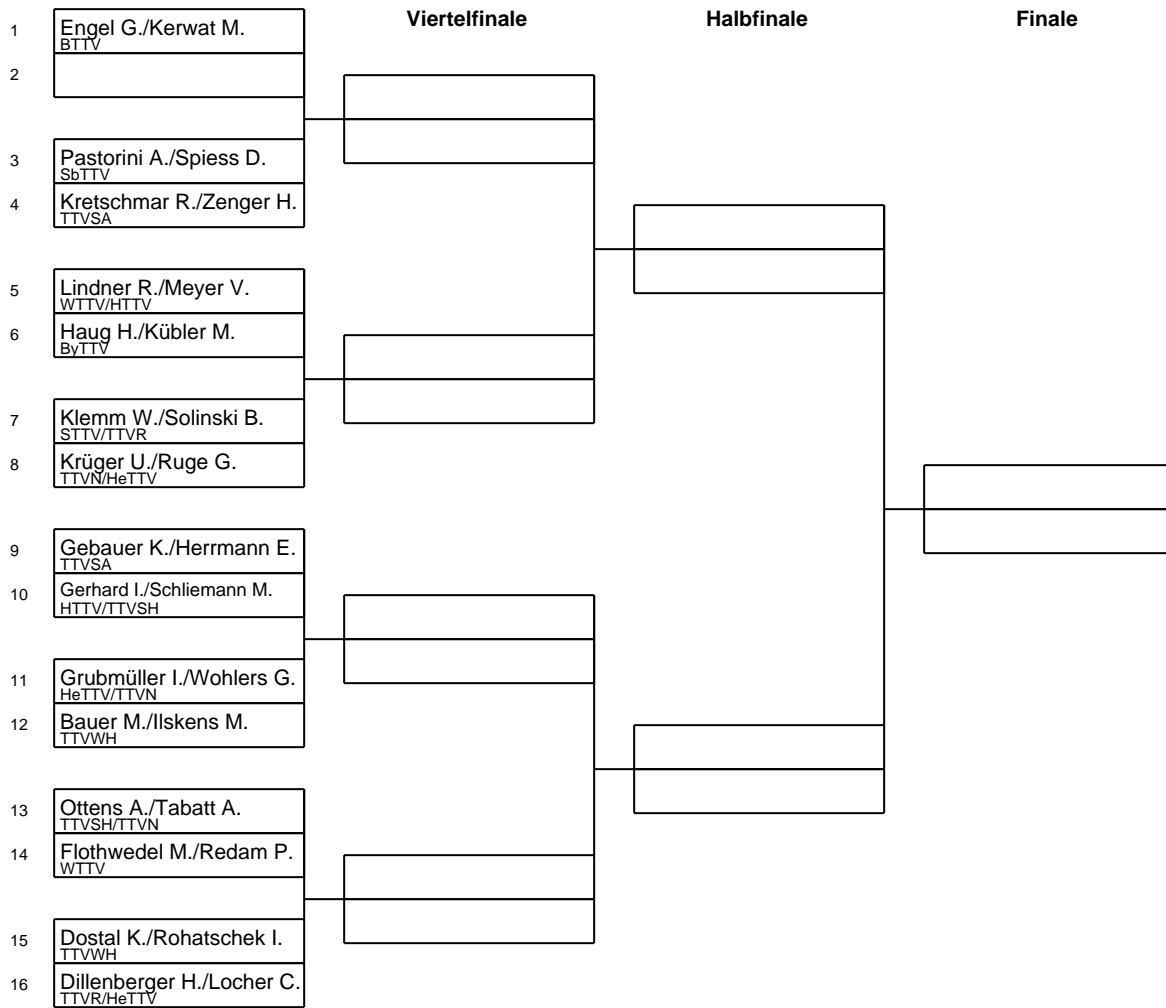 Viertelfinale
Halbfinale
Finale
1
Engel G./Kerwat M.
BTTV
2
3
Pastorini A./Spiess D.
SbTTV
4
Kretschmar R./Zenger H.
TTVSA
5
Lindner R./Meyer V.
WTTV/HTTV
6
Haug H./Kübler M.
ByTTV
7
Klemm W./Solinski B.
STTV/TTVR
8
Krüger U./Ruge G.
TTVN/HeTTV
9
Gebauer K./Herrmann E.
TTVSA
10
Gerhard I./Schliemann M.
HTTV/TTVSH
11
Grubmüller I./Wohlers G.
HeTTV/TTVN
12
Bauer M./Ilskens M.
TTVWH
13
Ottens A./Tabatt A.
TTVSH/TTVN
14
Flothwedel M./Redam P.
WTTV
15
Dostal K./Rohatschek I.
TTVWH
16
Dillenberger H./Locher C.
TTVR/HeTTV